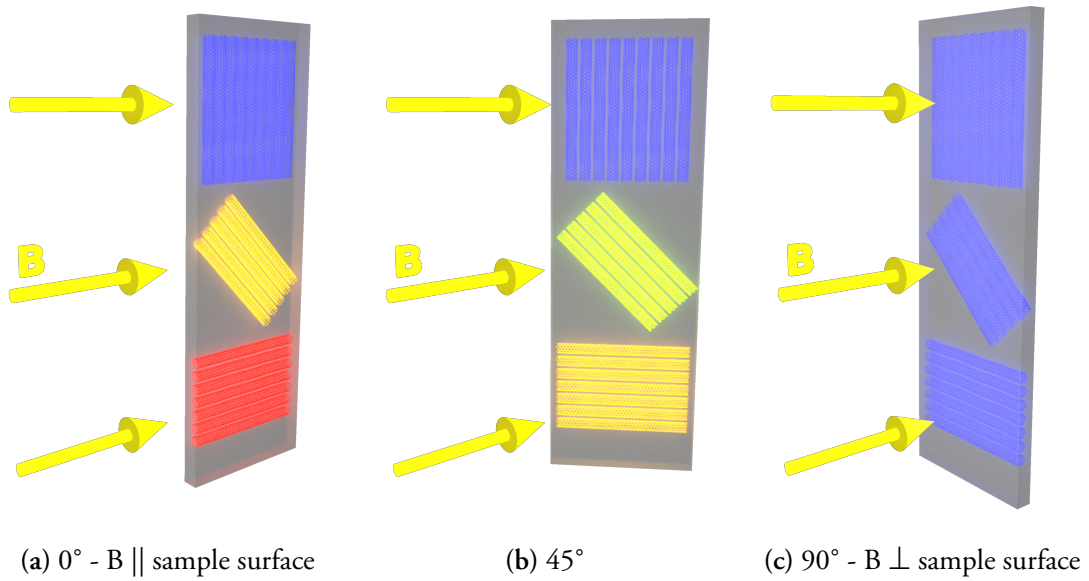 B
B
B
(a) 0° - B || sample surface
(b) 45°
(c) 90° - B ⊥ sample surface